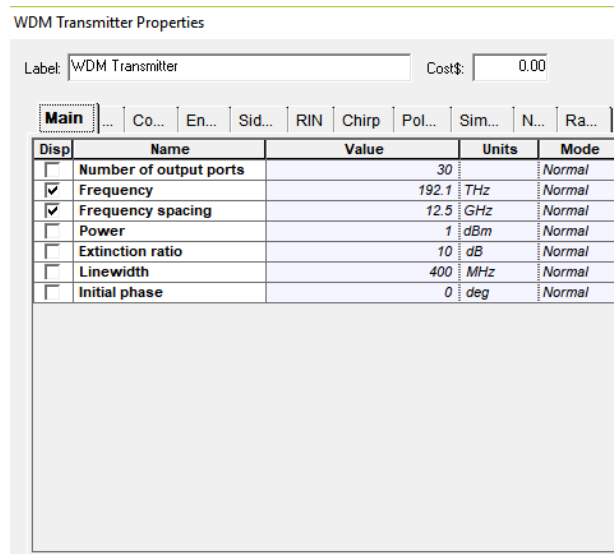 WDM Transmitter Properties
Label: WDM Transmitter Cost$: 0.00
Main ... Co... En... Sid... RIN Chirp Pol... Sim... N... Ra...
Disp Name Value Units Mode
Number of output ports 30 Normal
Frequency 192.1 THz Normal
Frequency spacing 12.5 GHz Normal
Power 1 dBm Normal
Extinction ratio 10 dB Normal
Linewidth 400 MHz Normal
Initial phase 0 deg Normal